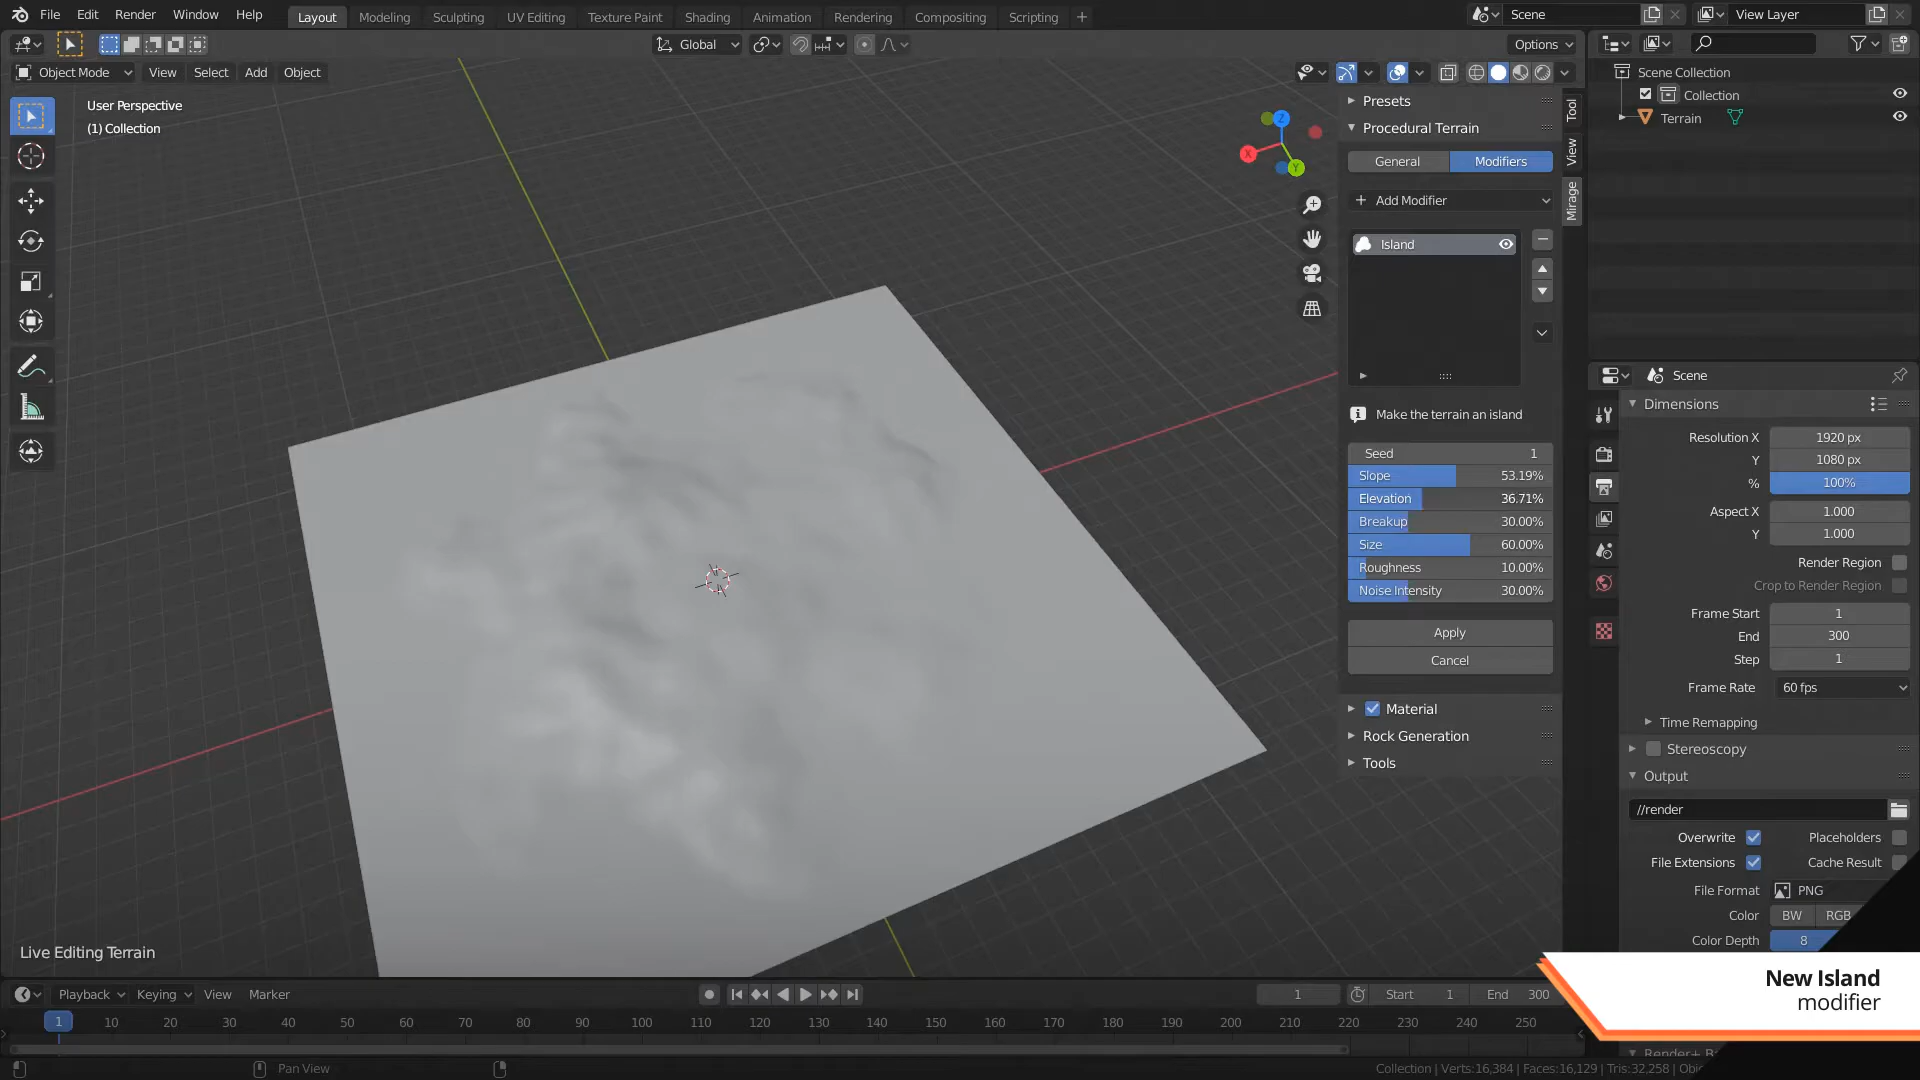 File Edit Render Window Help Layout Modeling Sculpting UV Editing Texture Paint Shading Animation Rendering Compositing Scripting + Scene View Layer
Global Options
Object Mode View Select Add Object
User Perspective
(1) Collection
Z
X
Y
Presets
Procedural Terrain
General Modifiers
+ Add Modifier
Island
Make the terrain an island
Seed 1
Slope 53.19%
Elevation 36.71%
Breakup 30.00%
Size 60.00%
Roughness 10.00%
Noise Intensity 30.00%
Apply
Cancel
Material
Rock Generation
Tools
Tool
View
Mirage
Scene Collection
Collection
Terrain
Scene
Dimensions
Resolution X 1920 px
Y 1080 px
% 100%
Aspect X 1.000
Y 1.000
Render Region
Crop to Render Region
Frame Start 1
End 300
Step 1
Frame Rate 60 fps
Time Remapping
Stereoscopy
Output
//render
Overwrite Placeholders
File Extensions Cache Result
File Format PNG
Color BW RGB
Color Depth 8
New Island
modifier
Live Editing Terrain
Playback Keying View Marker 1 Start 1 End 300
1 10 20 30 40 50 60 70 80 90 100 110 120 130 140 150 160 170 180 190 200 210 220 230 240 250
Pan View
Collection | Verts:16,384 | Faces:16,129 | Tris:32,258 |